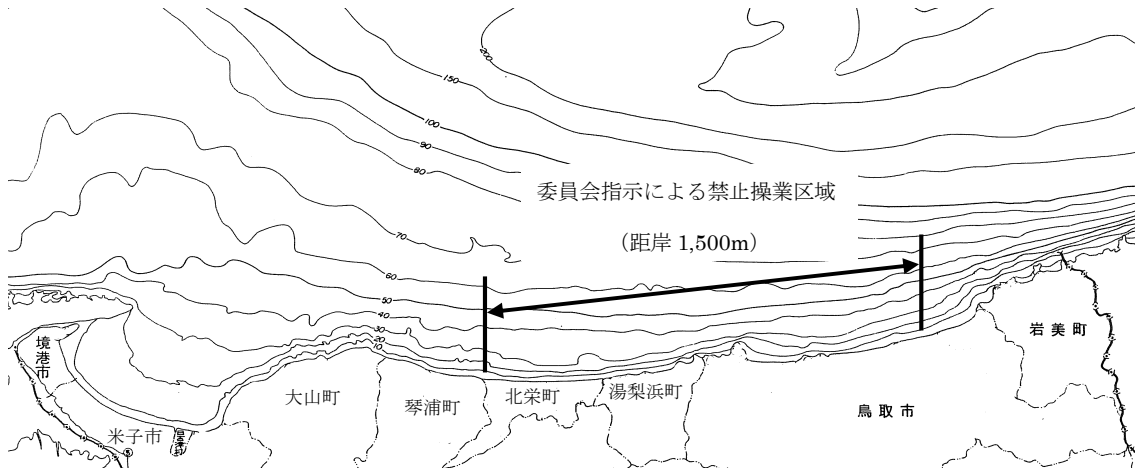 200
150
100
90
80
委員会指示による禁止操業区域
（距岸 1,500m）
70
60
50
40
30
20
10
境港市
米子市
大山町
琴浦町
北栄町
湯梨浜町
鳥取市
岩美町